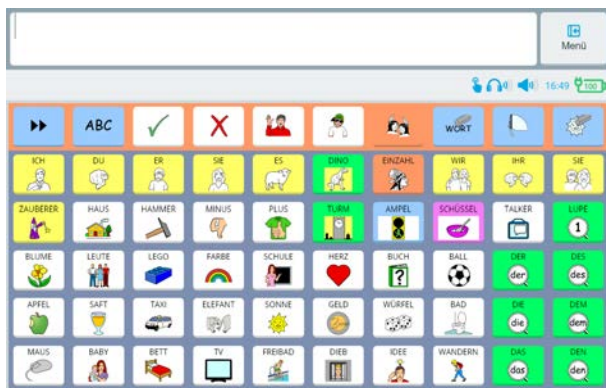 Menü
16:49 100
ABC WORT
ICH DU ER SIE ES DINO EINZAHL WIR IHR SIE
ZAUBERER HAUS HAMMER MINUS PLUS TURM AMPEL SCHÜSSEL TALKER LUPE
1
BLUME LEUTE LEGO FARBE SCHULE HERZ BUCH BALL DER DES
? der des
APFEL SAFT TAXI ELEFANT SONNE GELD WÜRFEL BAD DIE DEM
die dem
MAUS BABY BETT TV FREIBAD DIEB IDEE WANDERN DAS DEN
das den